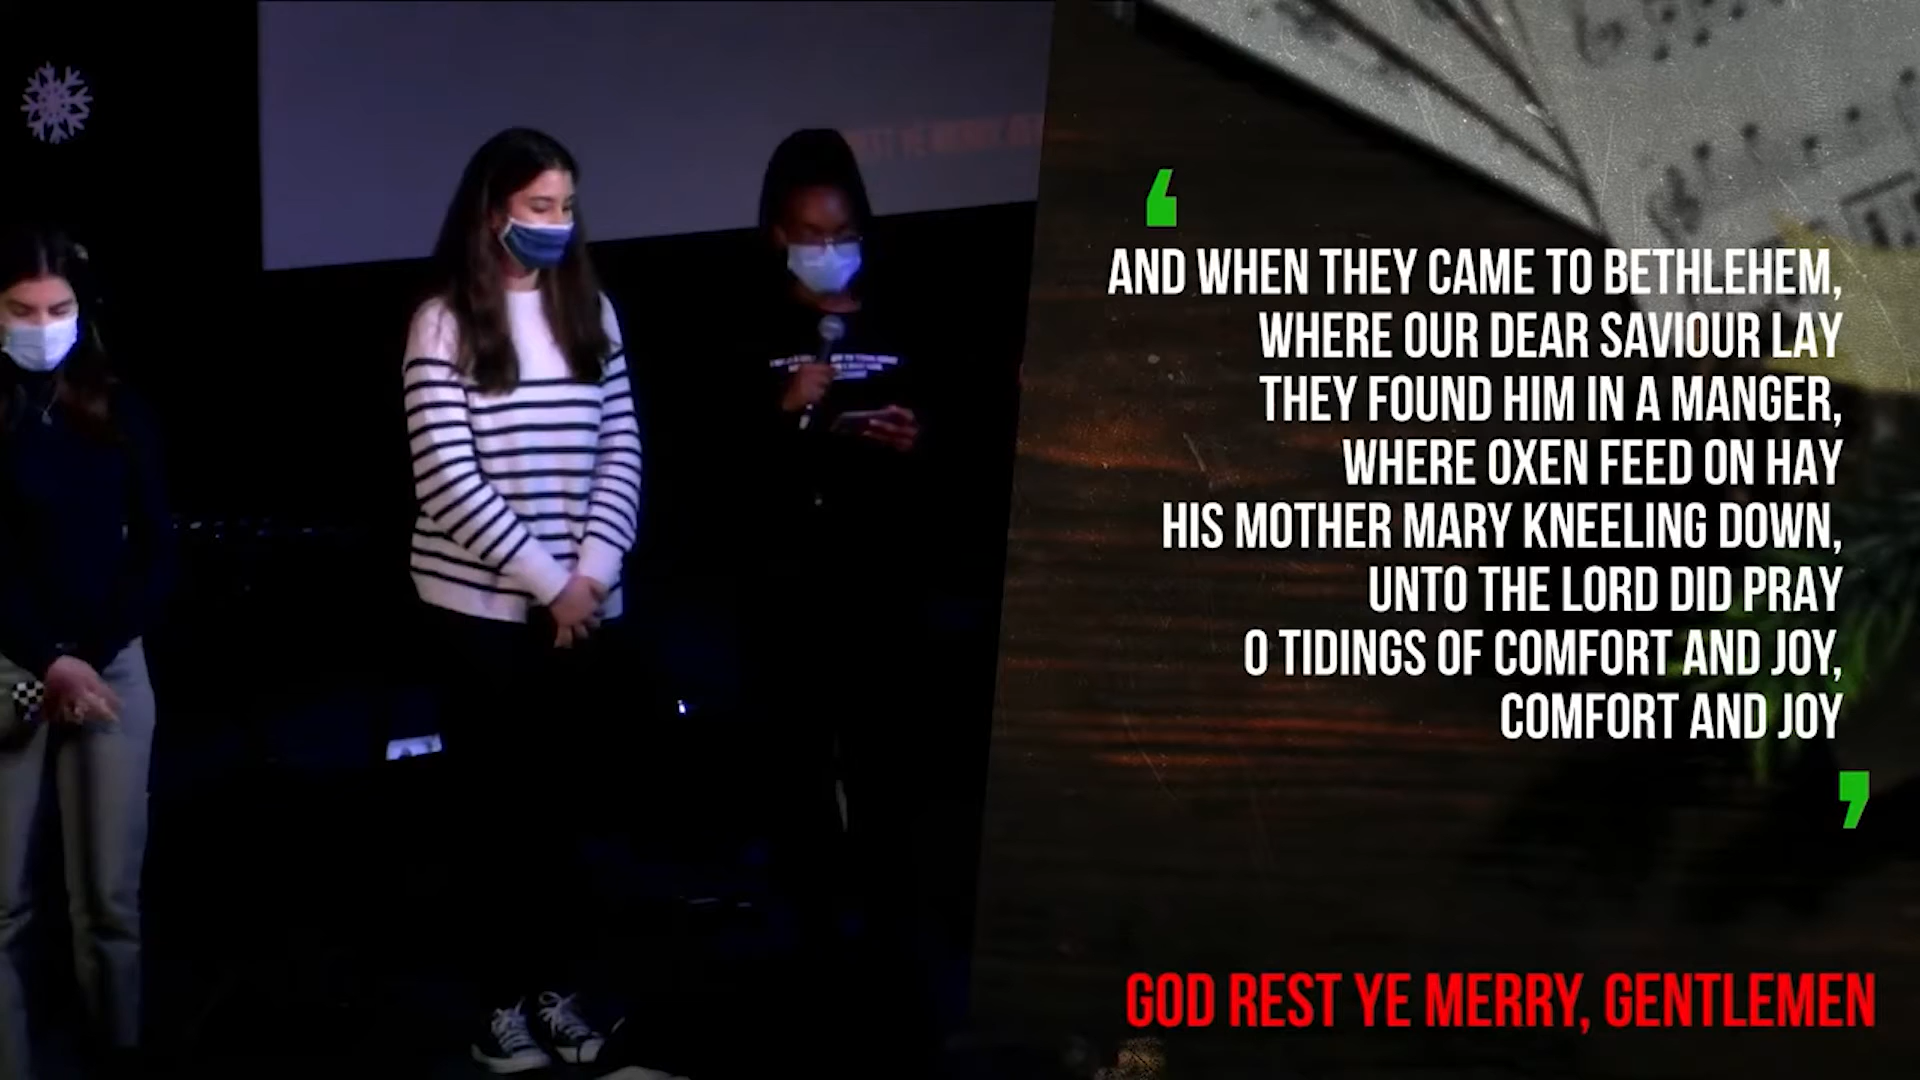 ❛
AND WHEN THEY CAME TO BETHLEHEM,
WHERE OUR DEAR SAVIOUR LAY
THEY FOUND HIM IN A MANGER,
WHERE OXEN FEED ON HAY
HIS MOTHER MARY KNEELING DOWN,
UNTO THE LORD DID PRAY
O TIDINGS OF COMFORT AND JOY,
COMFORT AND JOY
❜
GOD REST YE MERRY, GENTLEMEN